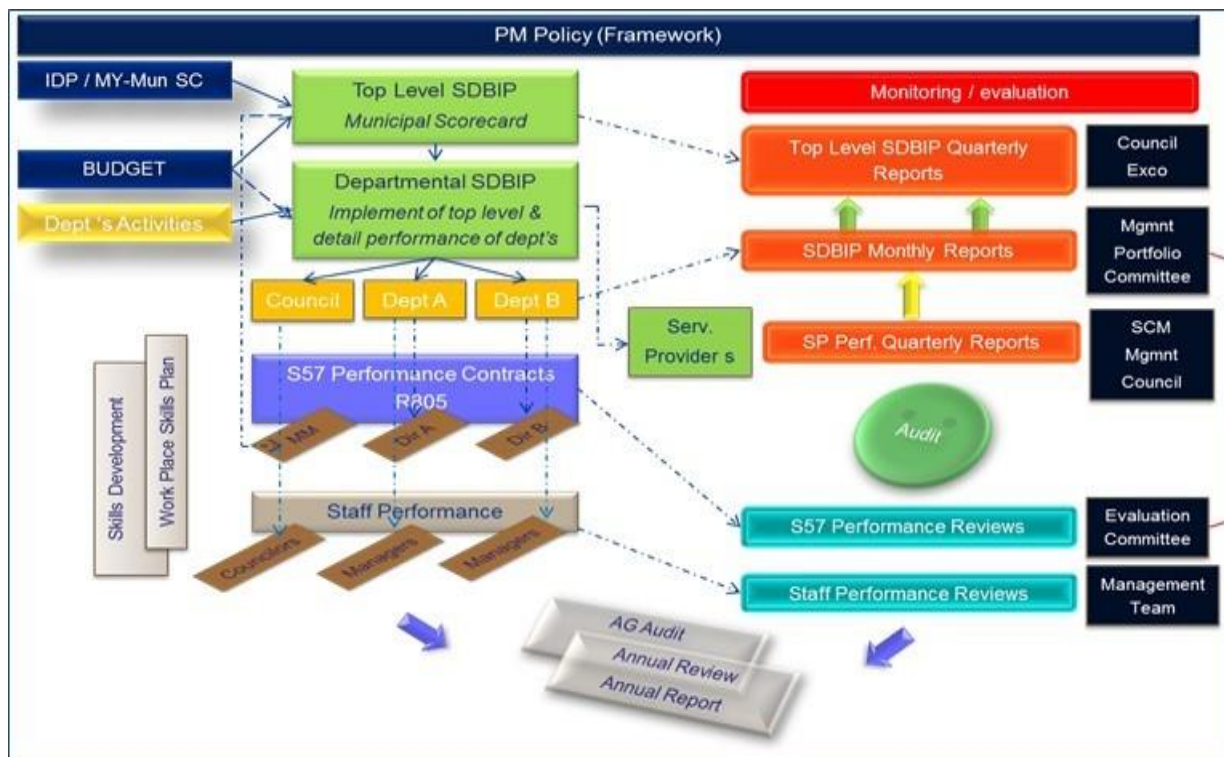 PM Policy (Framework)
IDP / MY-Mun SC
BUDGET
Dept 's Activities
Top Level SDBIP
Municipal Scorecard
Departmental SDBIP
Implement of top level &
detail performance of dept's
Council
Dept A
Dept B
Serv.
Provider s
S57 Performance Contracts
R805
MM
Dir A
Dir B
Staff Performance
Councilors
Managers
Managers
Skills Development
Work Place Skills Plan
Monitoring / evaluation
Top Level SDBIP Quarterly
Reports
SDBIP Monthly Reports
SP Perf. Quarterly Reports
Audit
S57 Performance Reviews
Staff Performance Reviews
Council
Exco
Mgmnt
Portfolio
Committee
SCM
Mgmnt
Council
Evaluation
Committee
Management
Team
AG Audit
Annual Review
Annual Report